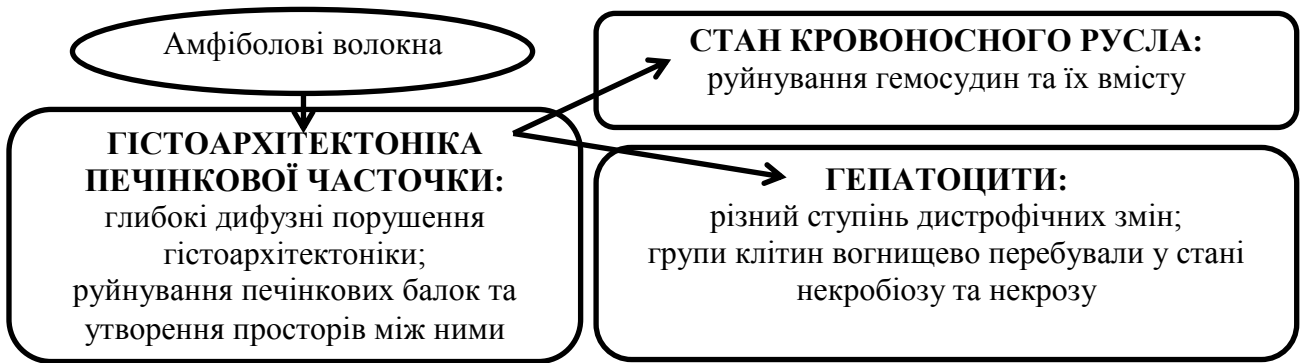 Амфіболові волокна
ГІСТОАРХІТЕКТОНІКА
ПЕЧІНКОВОЇ ЧАСТОЧКИ:
глибокі дифузні порушення
гістоархітектоніки;
руйнування печінкових балок та
утворення просторів між ними
СТАН КРОВОНОСНОГО РУСЛА:
руйнування гемосудин та їх вмісту
ГЕПАТОЦИТИ:
різний ступінь дистрофічних змін;
групи клітин вогнищево перебували у стані
некробіозу та некрозу